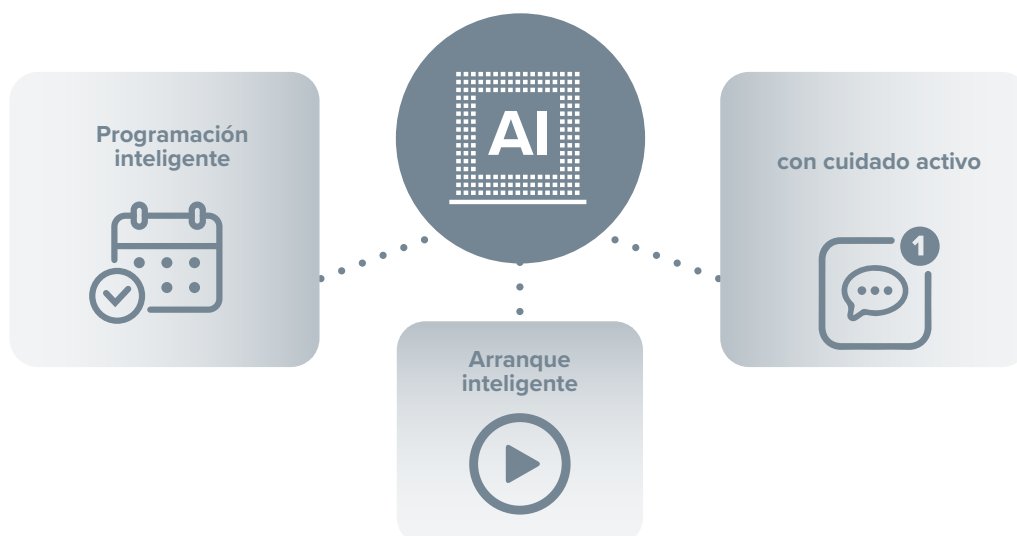 AI
Programación
inteligente
con cuidado activo
1
Arranque
inteligente